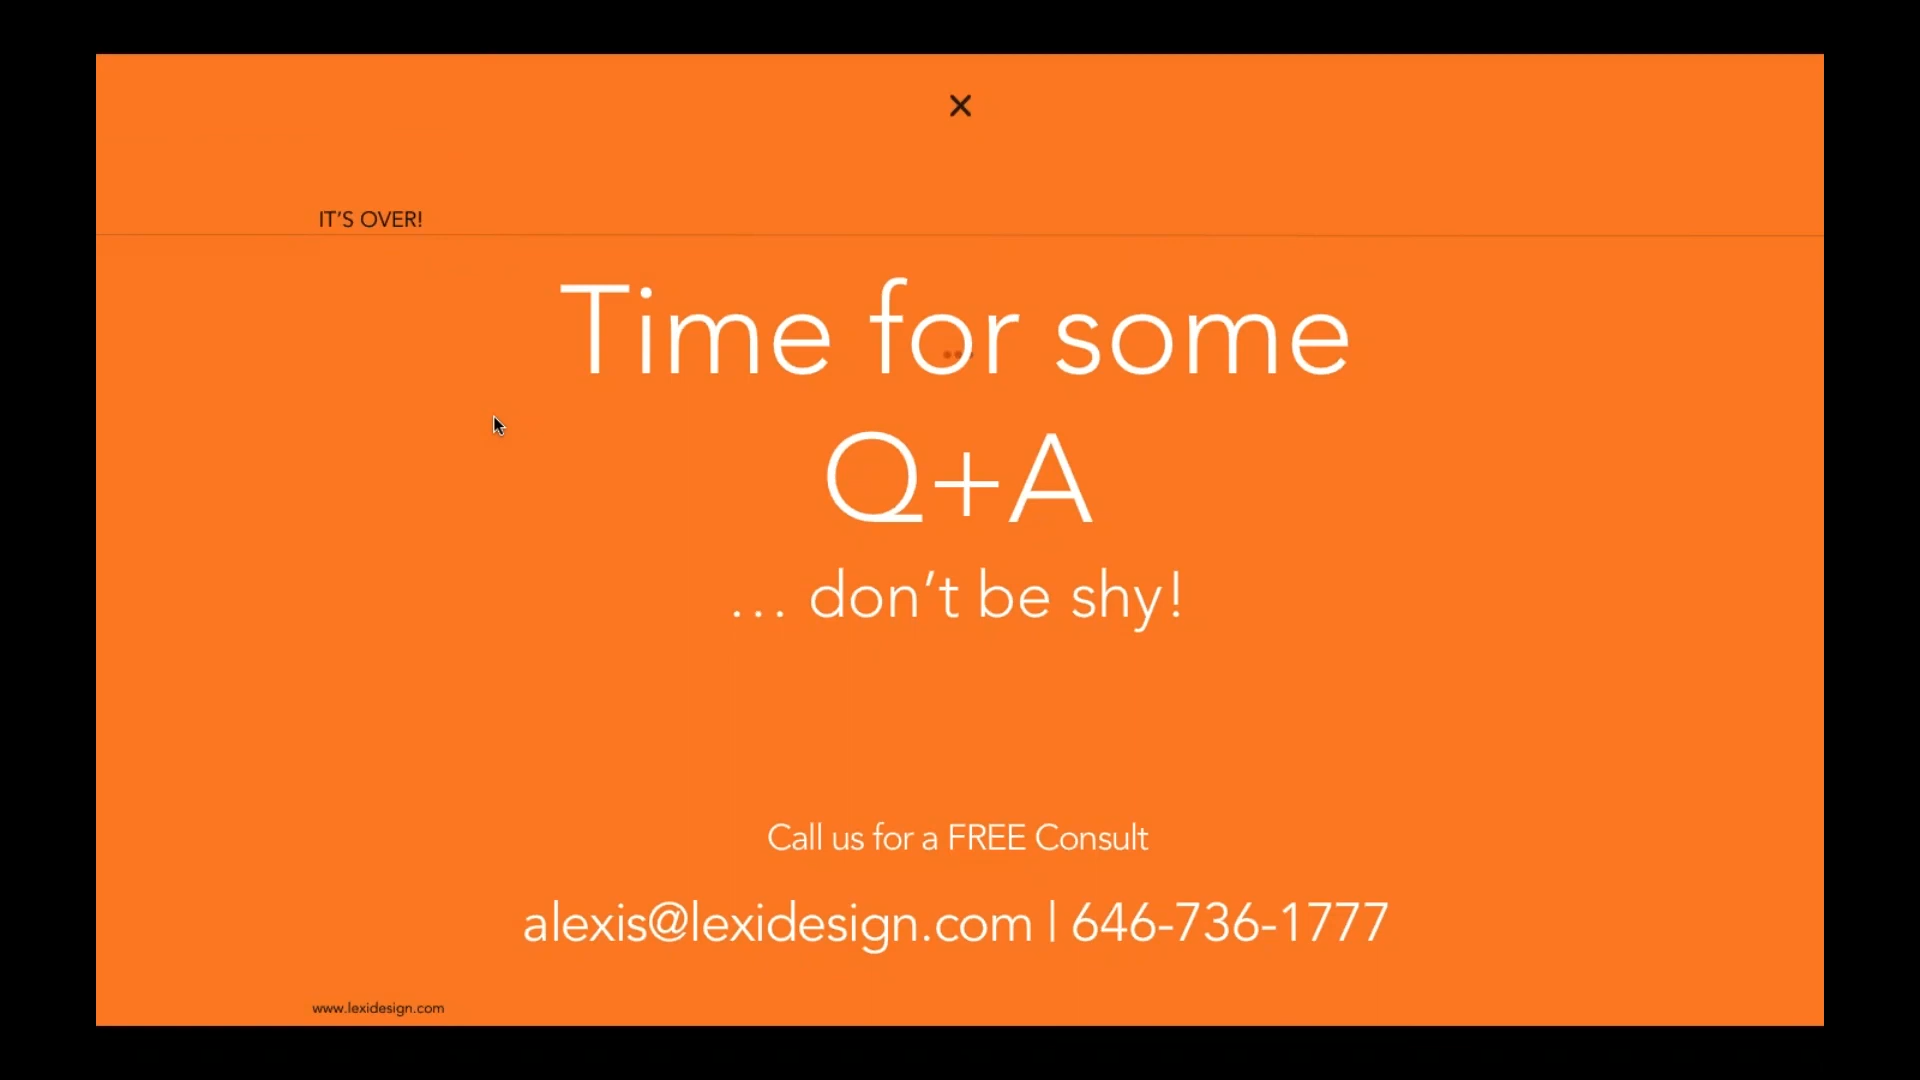 IT'S OVER!
Time for some
Q+A
… don't be shy!
Call us for a FREE Consult
alexis@lexidesign.com | 646-736-1777
www.lexidesign.com